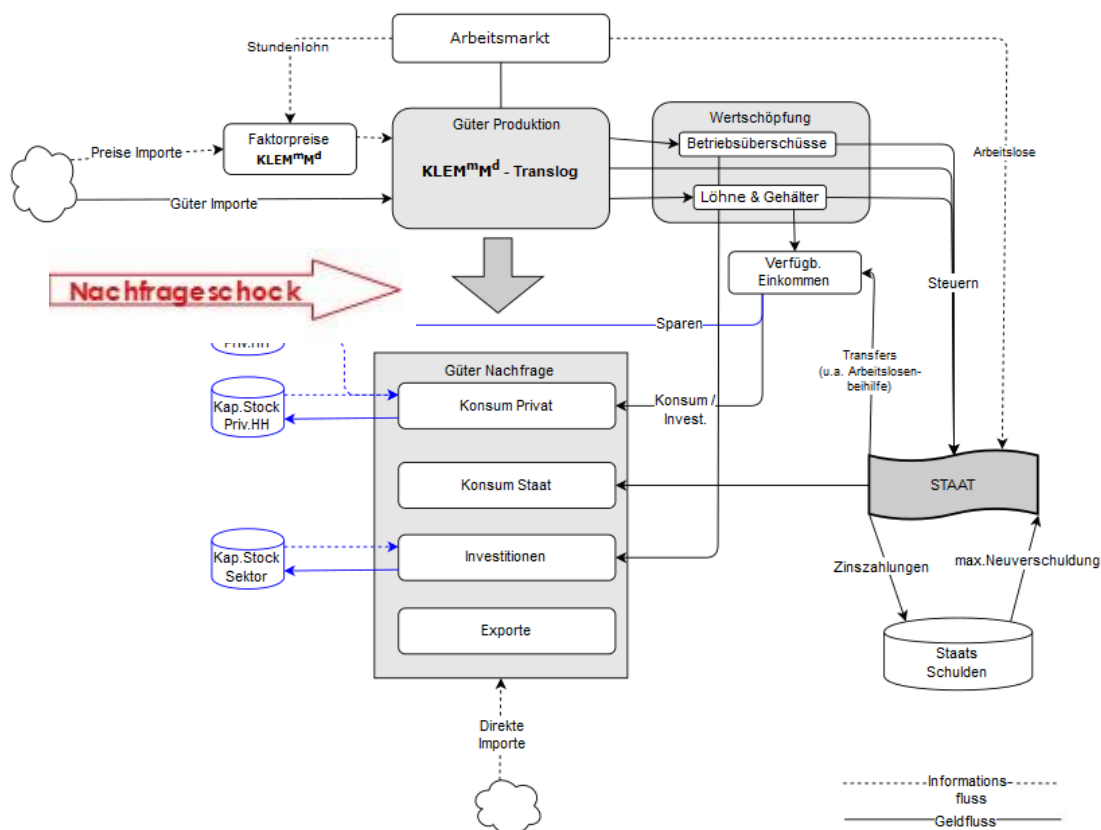 Arbeitsmarkt
Stundenlohn
Güter Produktion
Wertschöpfung
Faktorpreise
KLEMᵐMᵈ
Betriebsüberschüsse
Preise Importe
Arbeitslose
KLEMᵐMᵈ - Translog
Löhne & Gehälter
Güter Importe
Verfügb.
Einkommen
Steuern
Nachfrageschock
Sparen
Priv.HH
Transfers
(u.a. Arbeitslosen-
beihilfe)
Güter Nachfrage
Kap.Stock
Priv.HH
Konsum Privat
Konsum /
Invest.
Konsum Staat
STAAT
Kap.Stock
Sektor
Investitionen
Zinszahlungen
max.Neuverschuldung
Exporte
Staats
Schulden
Direkte
Importe
Informations-
fluss
Geldfluss